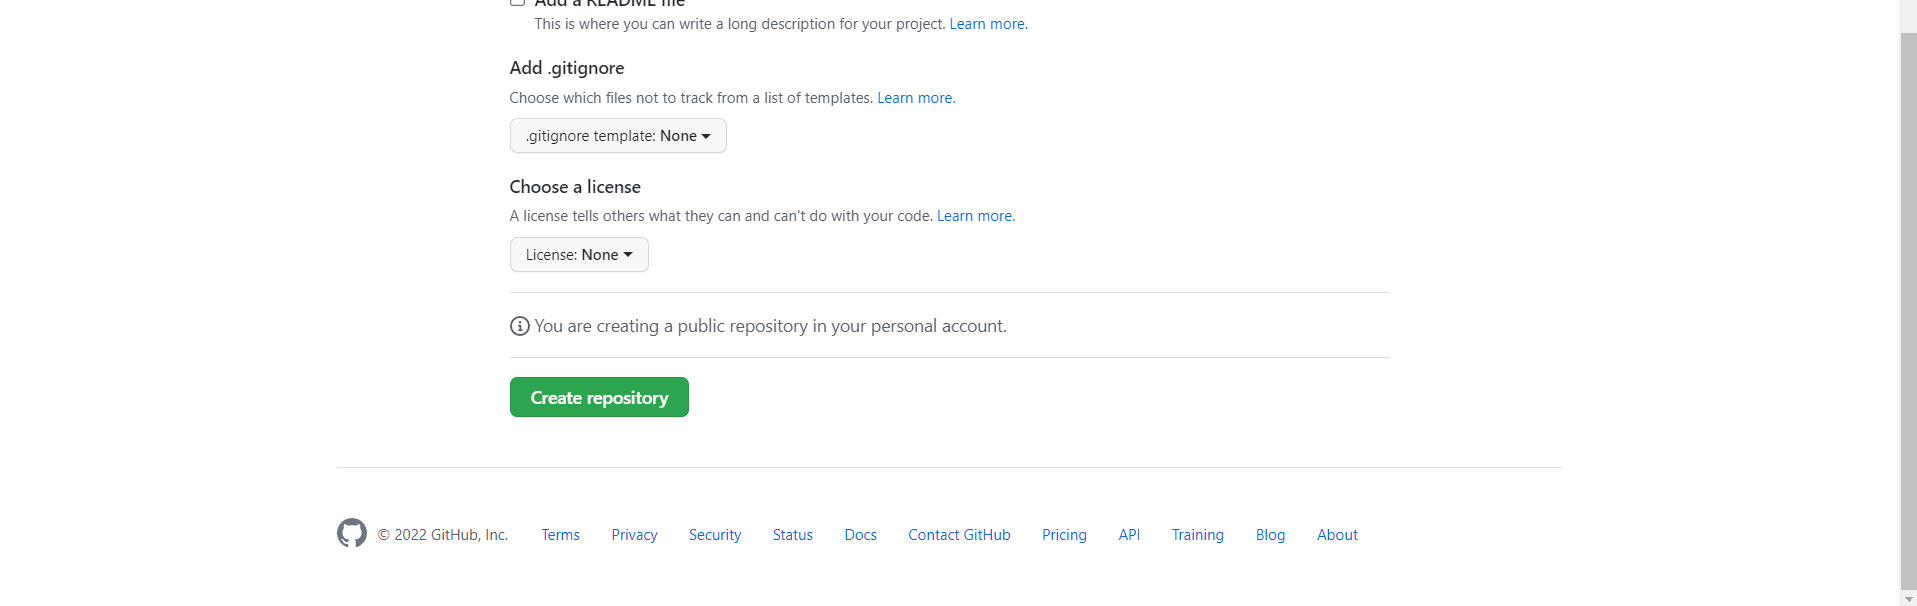 Add a README file
This is where you can write a long description for your project. Learn more.
Add .gitignore
Choose which files not to track from a list of templates. Learn more.
.gitignore template: None
Choose a license
A license tells others what they can and can't do with your code. Learn more.
License: None
You are creating a public repository in your personal account.
Create repository
© 2022 GitHub, Inc. Terms Privacy Security Status Docs Contact GitHub Pricing API Training Blog About